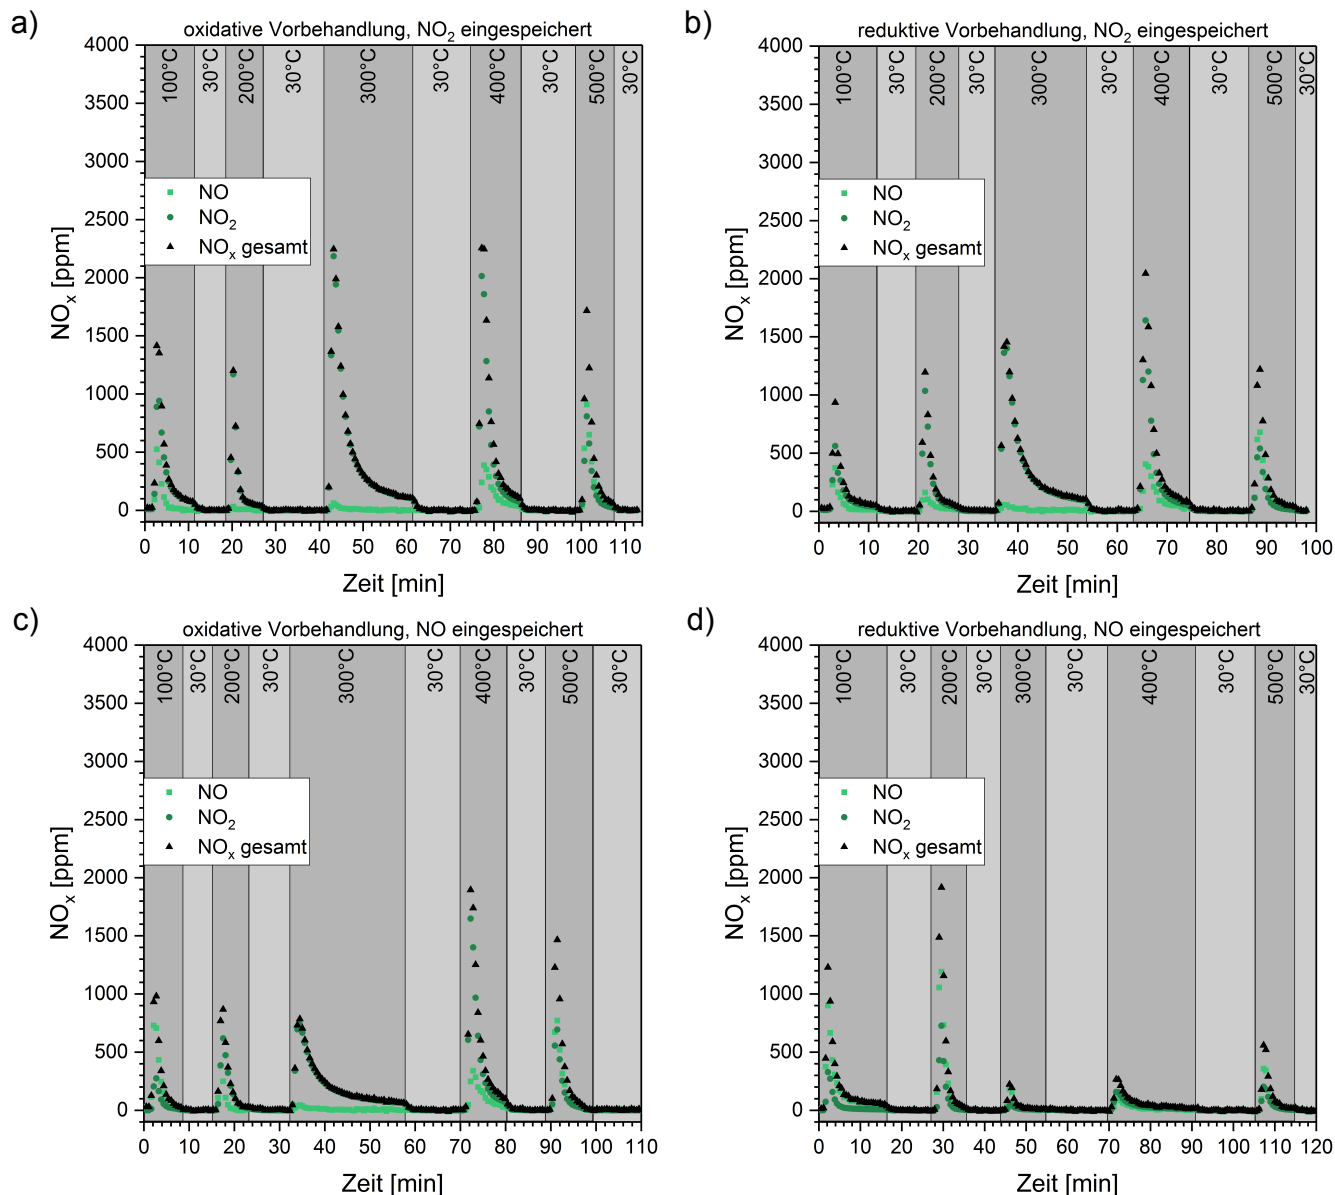 a)
oxidative Vorbehandlung, NO₂ eingespeichert
100°C 30°C 200°C 30°C 300°C 30°C 400°C 30°C 500°C 30°C
4000
3500
3000
2500
2000
1500
1000
500
0
NOₓ [ppm]
NO
NO₂
NOₓ gesamt
0 10 20 30 40 50 60 70 80 90 100 110
Zeit [min]
b)
reduktive Vorbehandlung, NO₂ eingespeichert
100°C 30°C 200°C 30°C 300°C 30°C 400°C 30°C 500°C 30°C
4000
3500
3000
2500
2000
1500
1000
500
0
NOₓ [ppm]
NO
NO₂
NOₓ gesamt
0 10 20 30 40 50 60 70 80 90 100
Zeit [min]
c)
oxidative Vorbehandlung, NO eingespeichert
100°C 30°C 200°C 30°C 300°C 30°C 400°C 30°C 500°C 30°C
4000
3500
3000
2500
2000
1500
1000
500
0
NOₓ [ppm]
NO
NO₂
NOₓ gesamt
0 10 20 30 40 50 60 70 80 90 100 110
Zeit [min]
d)
reduktive Vorbehandlung, NO eingespeichert
100°C 30°C 200°C 30°C 300°C 30°C 400°C 30°C 500°C 30°C
4000
3500
3000
2500
2000
1500
1000
500
0
NOₓ [ppm]
NO
NO₂
NOₓ gesamt
0 10 20 30 40 50 60 70 80 90 100 110 120
Zeit [min]